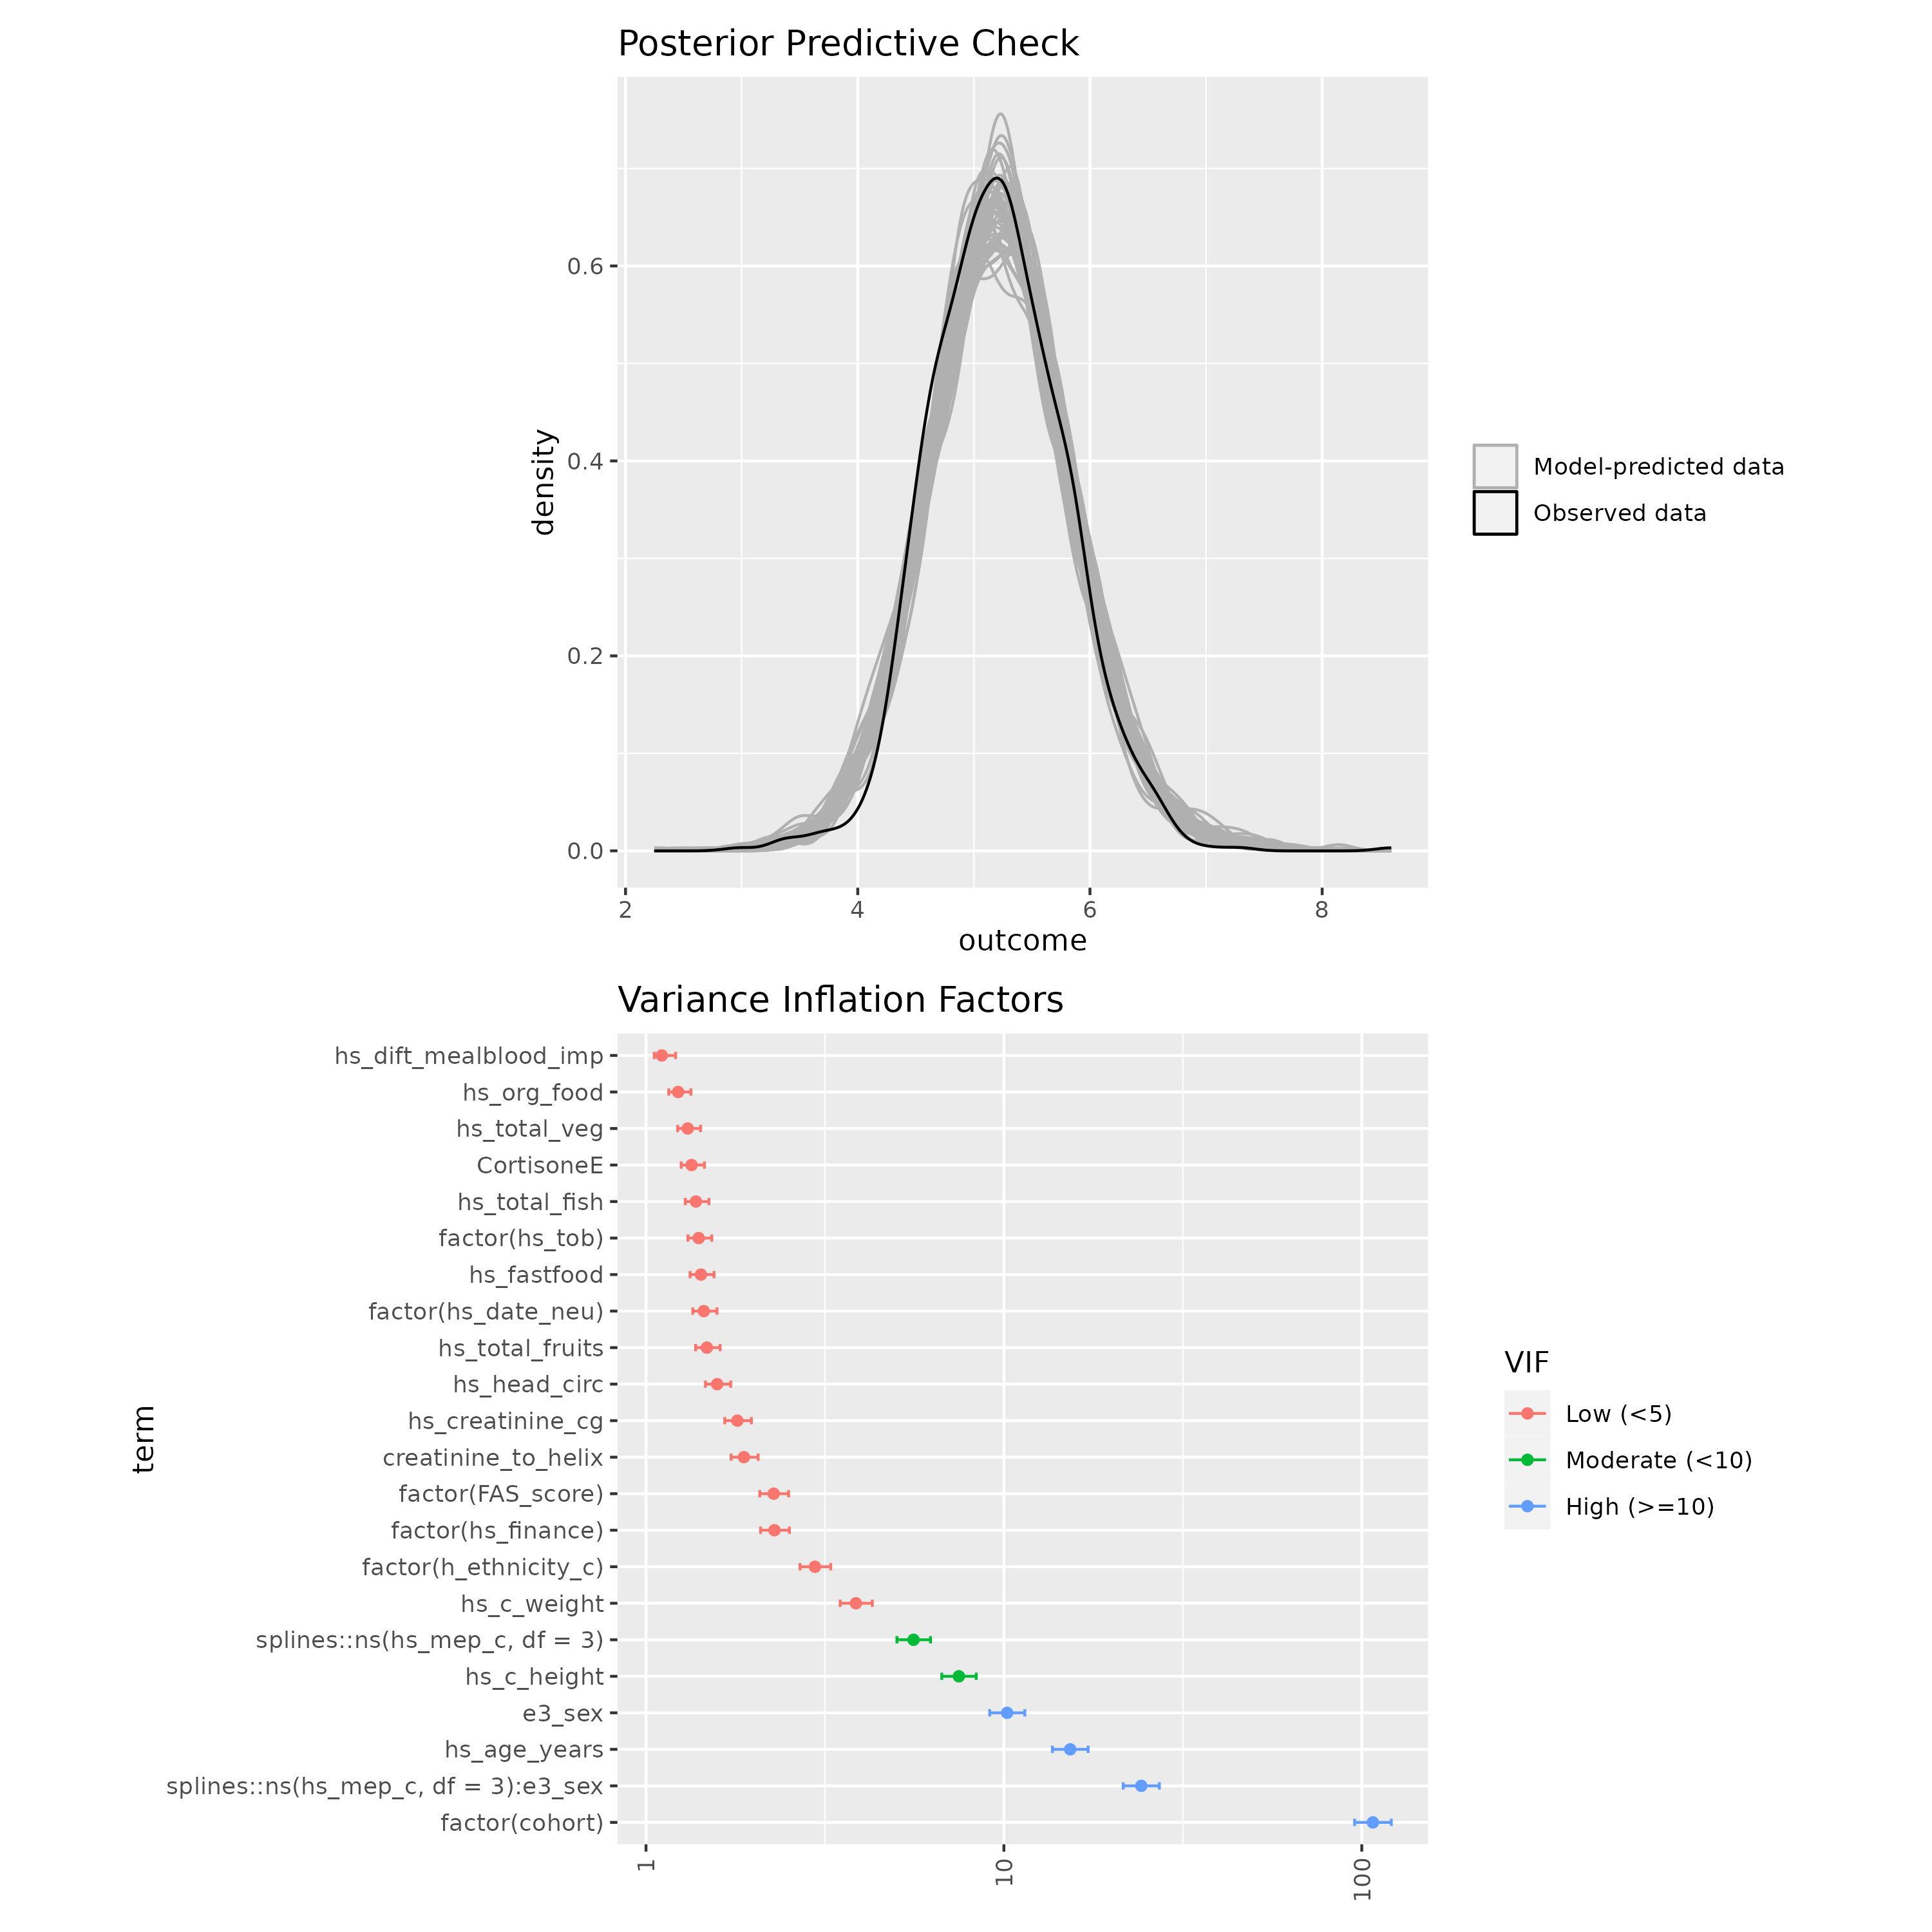 Posterior Predictive Check
density
0.6
0.4
0.2
0.0
2
4
6
8
outcome
Model-predicted data
Observed data
Variance Inflation Factors
term
hs_dift_mealblood_imp
hs_org_food
hs_total_veg
CortisoneE
hs_total_fish
factor(hs_tob)
hs_fastfood
factor(hs_date_neu)
hs_total_fruits
hs_head_circ
hs_creatinine_cg
creatinine_to_helix
factor(FAS_score)
factor(hs_finance)
factor(h_ethnicity_c)
hs_c_weight
splines::ns(hs_mep_c, df = 3)
hs_c_height
e3_sex
hs_age_years
splines::ns(hs_mep_c, df = 3):e3_sex
factor(cohort)
1
10
100
VIF
Low (<5)
Moderate (<10)
High (>=10)